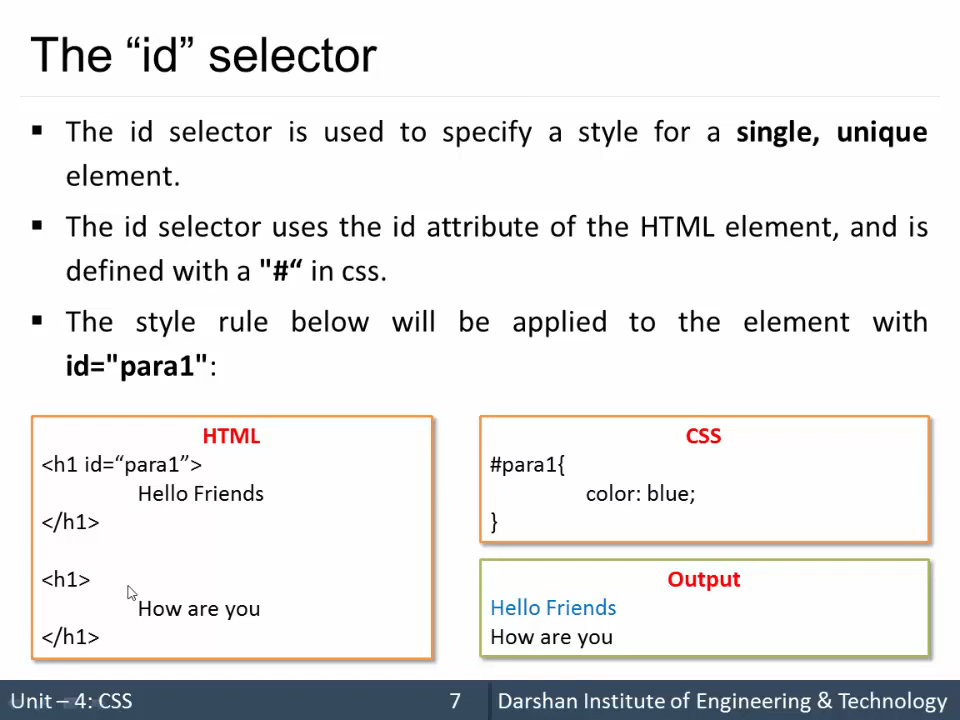 The “id” selector
▪ The id selector is used to specify a style for a single, unique
element.
▪ The id selector uses the id attribute of the HTML element, and is
defined with a "#“ in css.
▪ The style rule below will be applied to the element with
id="para1":
HTML
<h1 id=“para1”>
Hello Friends
</h1>
<h1>
How are you
</h1>
CSS
#para1{
color: blue;
}
Output
Hello Friends
How are you
Unit – 4: CSS 7 Darshan Institute of Engineering & Technology